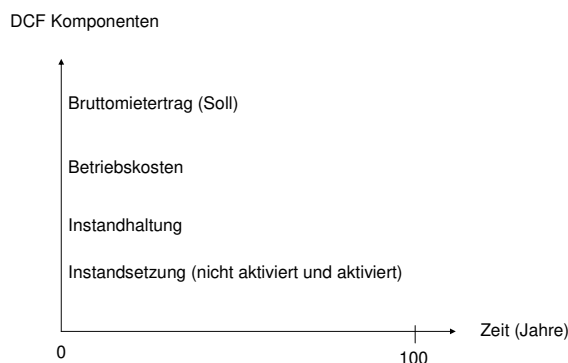 DCF Komponenten
Bruttomietertrag (Soll)
Betriebskosten
Instandhaltung
Instandsetzung (nicht aktiviert und aktiviert)
Zeit (Jahre)
0
100